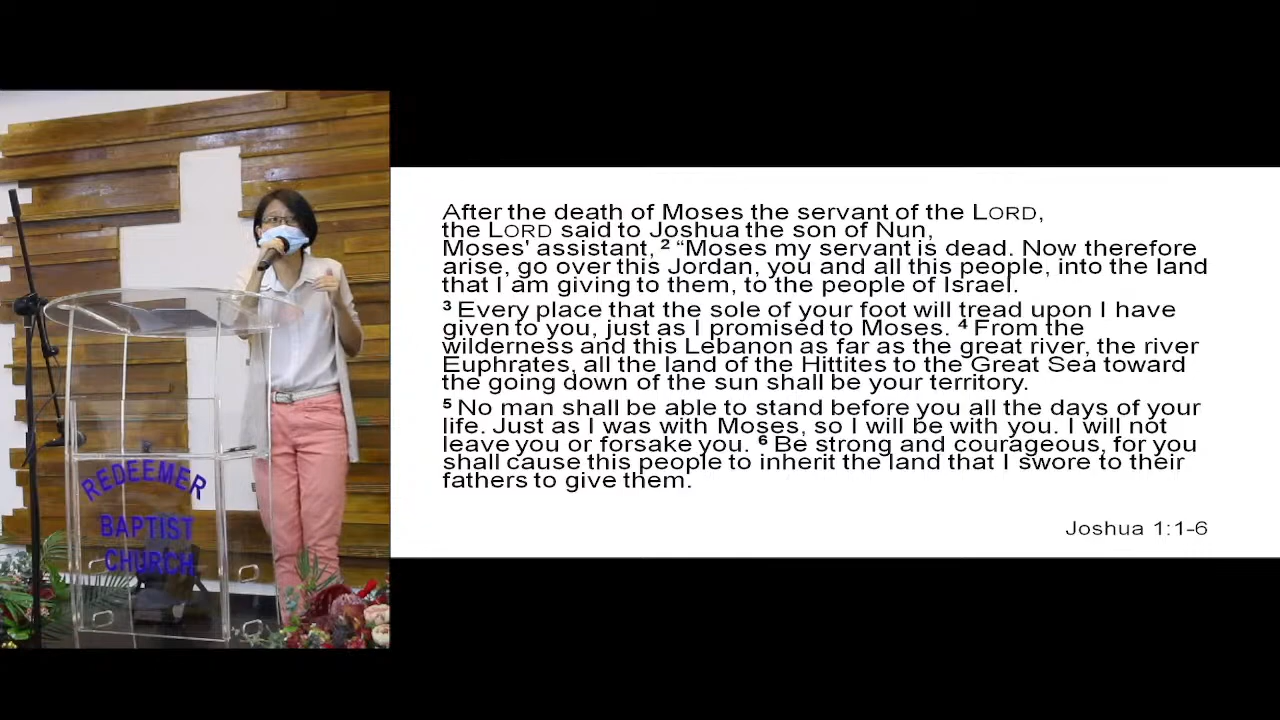 REDEEMER
BAPTIST
CHURCH
After the death of Moses the servant of the LORD,
the LORD said to Joshua the son of Nun,
Moses' assistant, ² “Moses my servant is dead. Now therefore
arise, go over this Jordan, you and all this people, into the land
that I am giving to them, to the people of Israel.
³ Every place that the sole of your foot will tread upon I have
given to you, just as I promised to Moses. ⁴ From the
wilderness and this Lebanon as far as the great river, the river
Euphrates, all the land of the Hittites to the Great Sea toward
the going down of the sun shall be your territory.
⁵ No man shall be able to stand before you all the days of your
life. Just as I was with Moses, so I will be with you. I will not
leave you or forsake you. ⁶ Be strong and courageous, for you
shall cause this people to inherit the land that I swore to their
fathers to give them.
Joshua 1:1-6